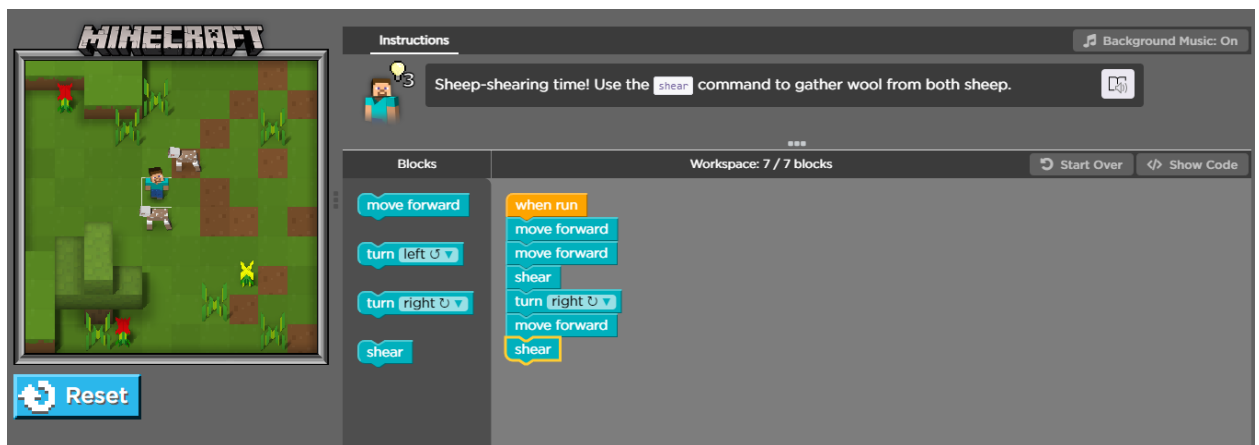 MINECRAFT
Instructions
Background Music: On
3
Sheep-shearing time! Use the shear command to gather wool from both sheep.
Blocks
Workspace: 7 / 7 blocks
Start Over
</> Show Code
move forward
turn left ↺ ▼
turn right ↻ ▼
shear
when run
move forward
move forward
shear
turn right ↻ ▼
move forward
shear
Reset